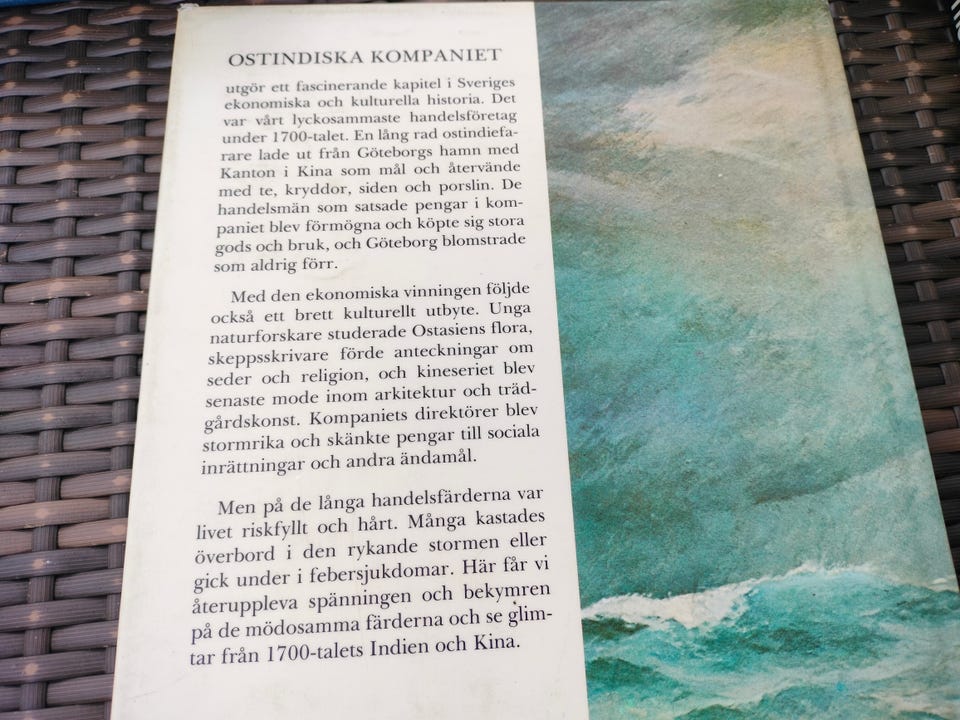 OSTINDISKA KOMPANIET
utgör ett fascinerande kapitel i Sveriges
ekonomiska och kulturella historia. Det
var vårt lyckosammaste handelsföretag
under 1700-talet. En lång rad ostindiefa-
rare lade ut från Göteborgs hamn med
Kanton i Kina som mål och återvände
med te, kryddor, siden och porslin. De
handelsmän som satsade pengar i kom-
paniet blev förmögna och köpte sig stora
gods och bruk, och Göteborg blomstrade
som aldrig förr.
Med den ekonomiska vinningen följde
också ett brett kulturellt utbyte. Unga
naturforskare studerade Ostasiens flora,
skeppsskrivare förde anteckningar om
seder och religion, och kineseriet blev
senaste mode inom arkitektur och träd-
gårdskonst. Kompaniets direktörer blev
stormrika och skänkte pengar till sociala
inrättningar och andra ändamål.
Men på de långa handelsfärderna var
livet riskfyllt och hårt. Många kastades
överbord i den rykande stormen eller
gick under i febersjukdomar. Här får vi
återuppleva spänningen och bekymren
på de mödosamma färderna och se glim-
tar från 1700-talets Indien och Kina.